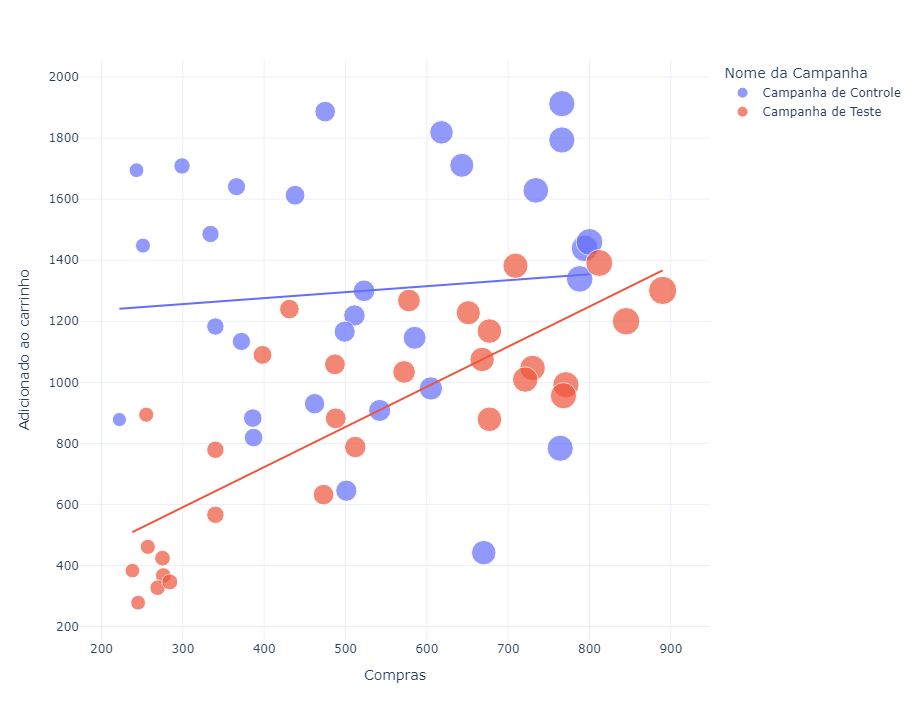 Nome da Campanha
Campanha de Controle
Campanha de Teste
2000
1800
1600
1400
1200
1000
800
600
400
200
Adicionado ao carrinho
200 300 400 500 600 700 800 900
Compras